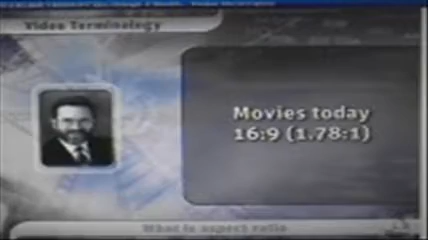 Video Terminology
Movies today
16:9 (1.78:1)
What is aspect ratio